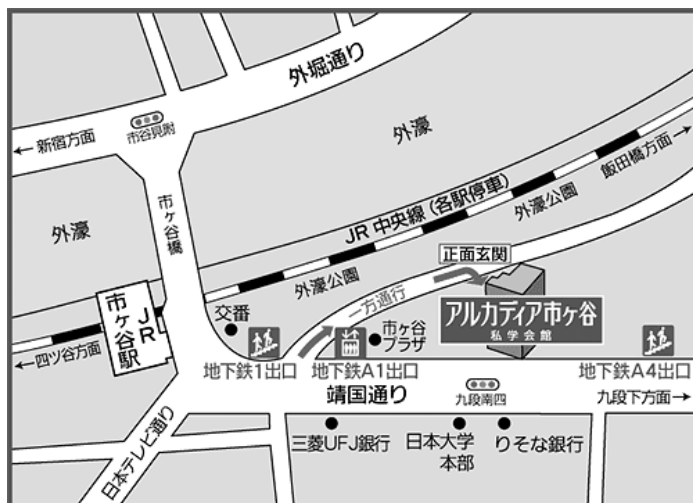 外堀通り
市谷見附
←新宿方面
外濠
飯田橋方面→
市ヶ谷橋
外濠
JR中央線(各駅停車)
外濠公園
正面玄関
外濠公園
JR
市ヶ谷駅
交番
一方通行
アルカディア市ヶ谷
私学会館
市ヶ谷
プラザ
←四ツ谷方面
地下鉄1出口
地下鉄A1出口
地下鉄A4出口
靖国通り
九段南四
九段下方面→
日本テレビ通り
三菱UFJ銀行
日本大学
本部
りそな銀行